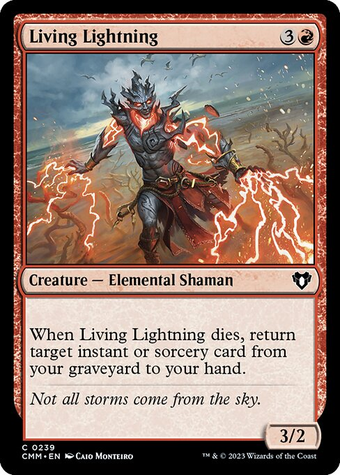 Living Lightning 3
Creature — Elemental Shaman
When Living Lightning dies, return
target instant or sorcery card from
your graveyard to your hand.
Not all storms come from the sky.
3/2
C 0239
CMM • EN Caio Monteiro
™ & © 2023 Wizards of the Coast